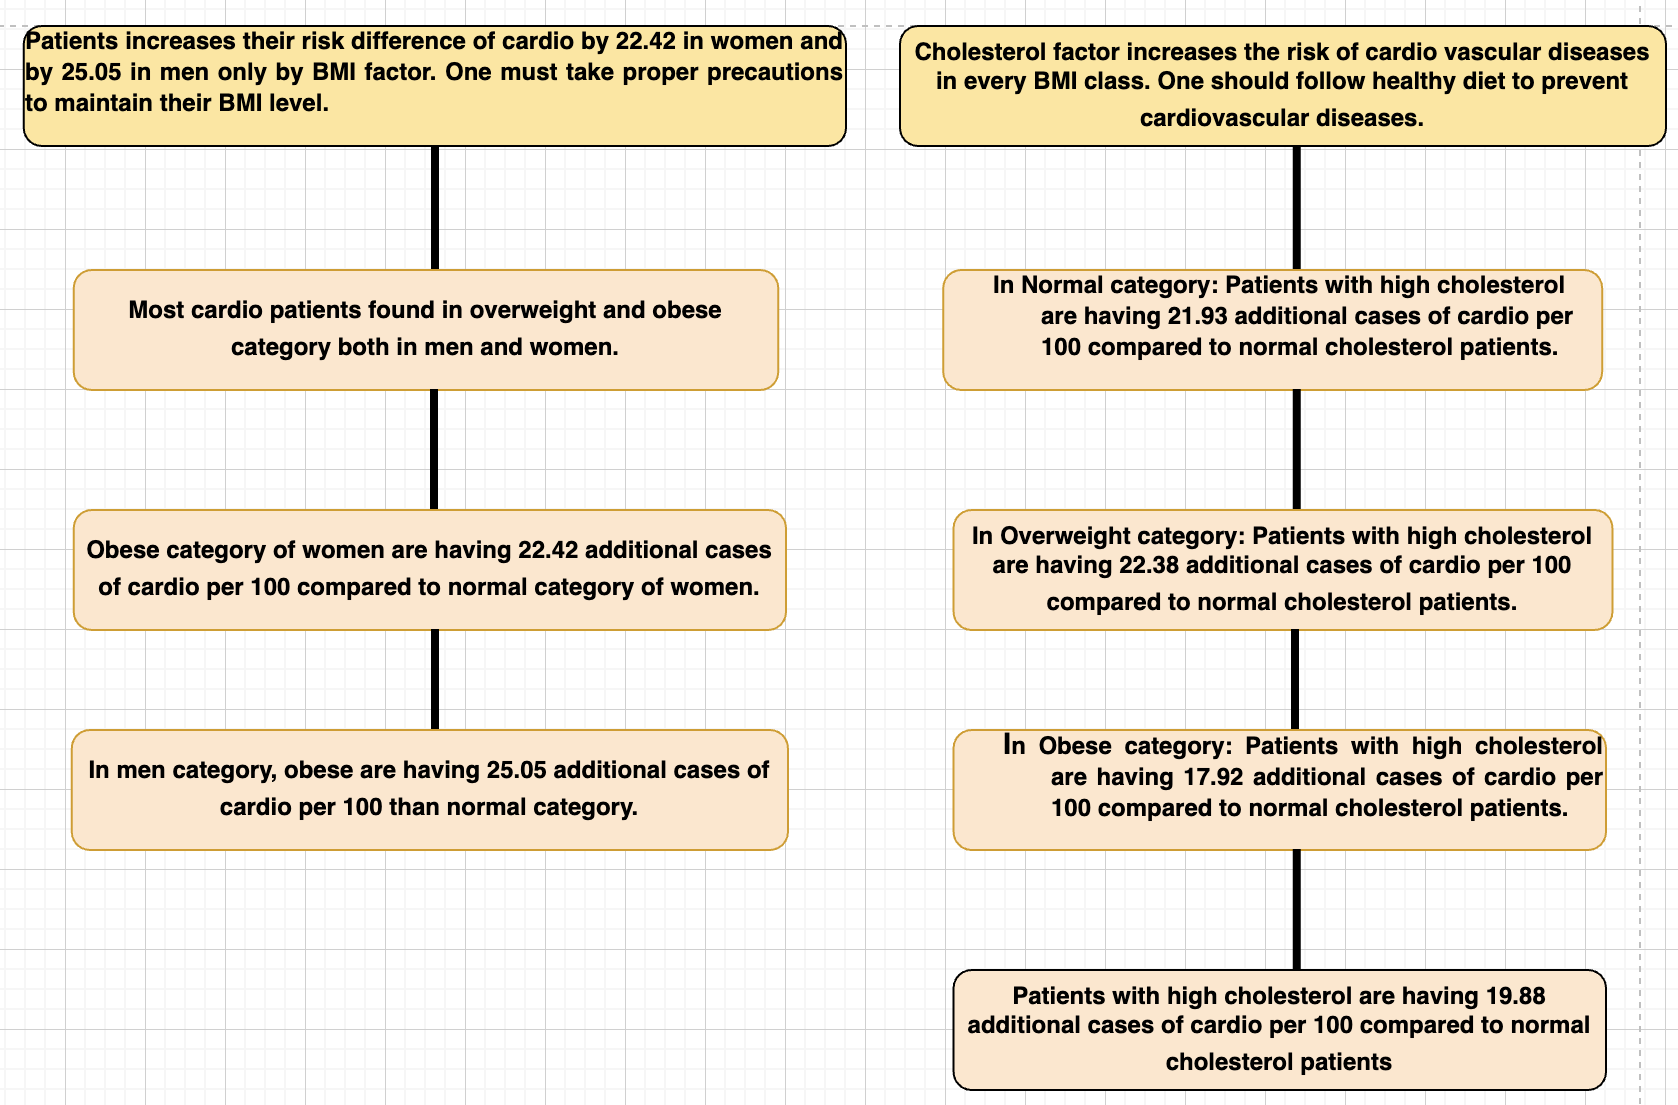 Patients increases their risk difference of cardio by 22.42 in women and
by 25.05 in men only by BMI factor. One must take proper precautions
to maintain their BMI level.
Most cardio patients found in overweight and obese
category both in men and women.
Obese category of women are having 22.42 additional cases
of cardio per 100 compared to normal category of women.
In men category, obese are having 25.05 additional cases of
cardio per 100 than normal category.
Cholesterol factor increases the risk of cardio vascular diseases
in every BMI class. One should follow healthy diet to prevent
cardiovascular diseases.
In Normal category: Patients with high cholesterol
are having 21.93 additional cases of cardio per
100 compared to normal cholesterol patients.
In Overweight category: Patients with high cholesterol
are having 22.38 additional cases of cardio per 100
compared to normal cholesterol patients.
In Obese category: Patients with high cholesterol
are having 17.92 additional cases of cardio per
100 compared to normal cholesterol patients.
Patients with high cholesterol are having 19.88
additional cases of cardio per 100 compared to normal
cholesterol patients